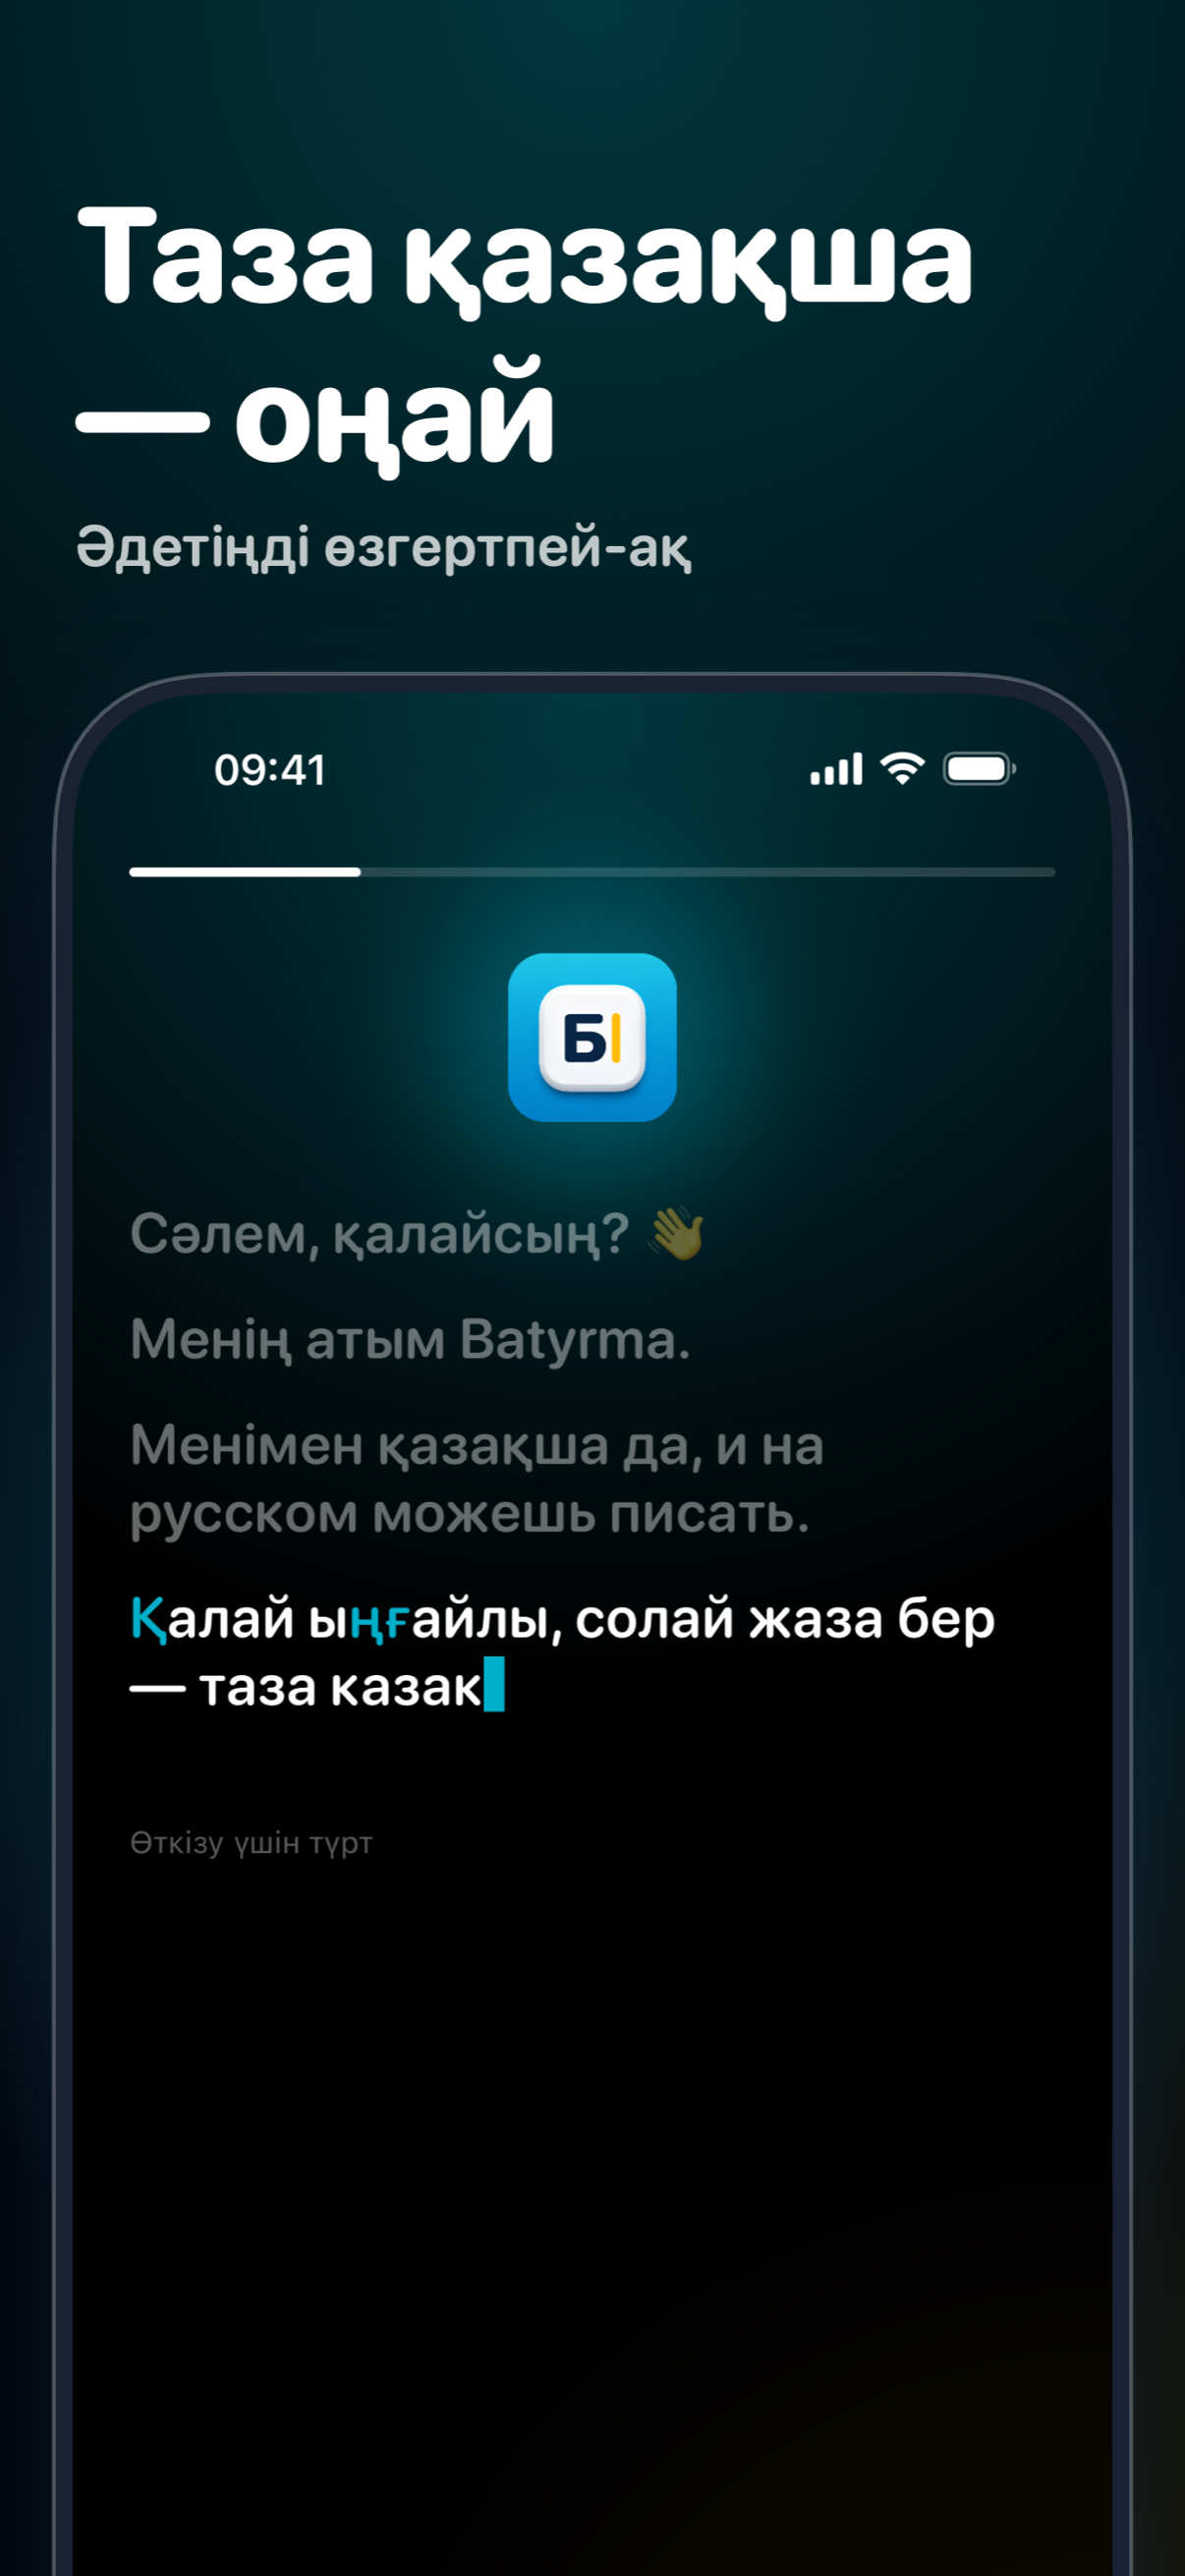 Таза қазақша
— оңай
Әдетіңді өзгертпей-ақ
09:41
Б
Сәлем, қалайсың? 👋
Менің атым Batyrma.
Менімен қазақша да, и на
русском можешь писать.
Қалай ыңғайлы, солай жаза бер
— таза казак
Өткізу үшін түрт